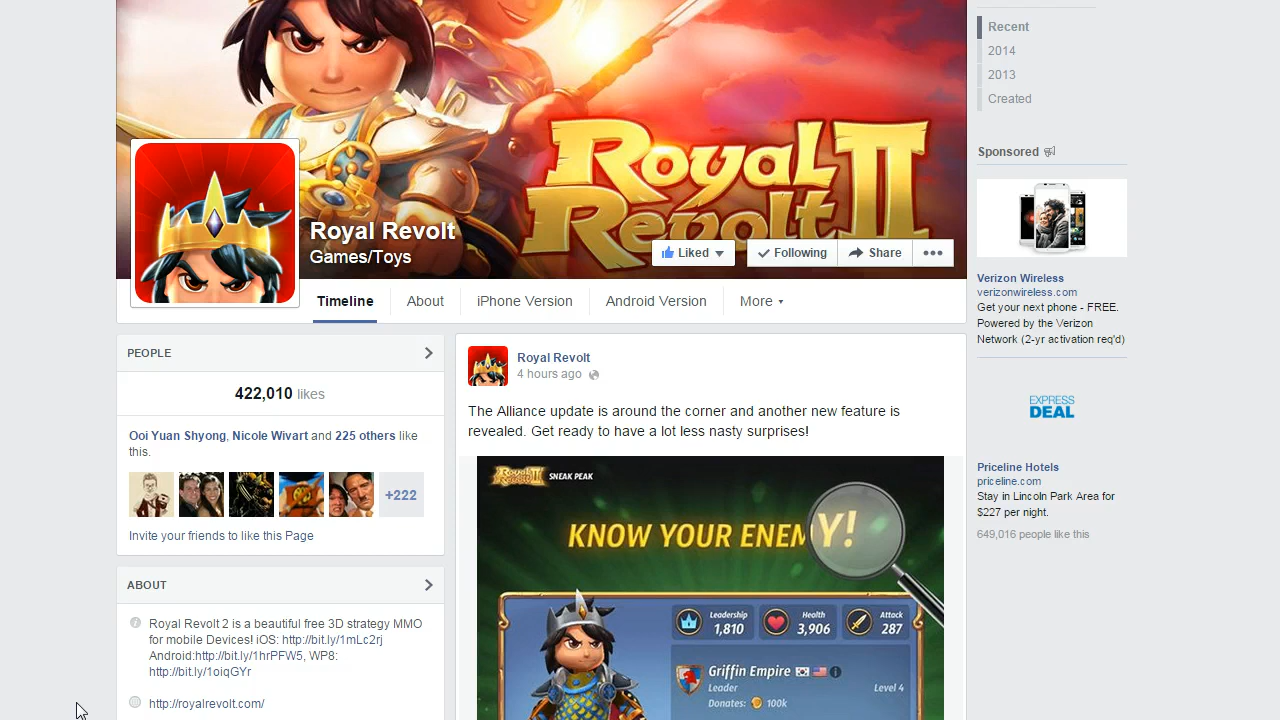 Royal
Revolt II
Royal Revolt
Games/Toys
Liked
Following
Share
Timeline
About
iPhone Version
Android Version
More
PEOPLE
422,010 likes
Ooi Yuan Shyong, Nicole Wivart and 225 others like
this.
+222
Invite your friends to like this Page
ABOUT
Royal Revolt 2 is a beautiful free 3D strategy MMO
for mobile Devices! iOS: http://bit.ly/1mLc2rj
Android:http://bit.ly/1hrPFW5, WP8:
http://bit.ly/1oiqGYr
http://royalrevolt.com/
Royal Revolt
4 hours ago
The Alliance update is around the corner and another new feature is
revealed. Get ready to have a lot less nasty surprises!
Royal Revolt II
SNEAK PEAK
KNOW YOUR ENEMY!
Leadership
1,810
Health
3,906
Attack
287
Griffin Empire
Leader
Level 4
Donates: 100k
Recent
2014
2013
Created
Sponsored
Verizon Wireless
verizonwireless.com
Get your next phone - FREE.
Powered by the Verizon
Network (2-yr activation req'd)
EXPRESS
DEAL
Priceline Hotels
priceline.com
Stay in Lincoln Park Area for
$227 per night.
649,016 people like this